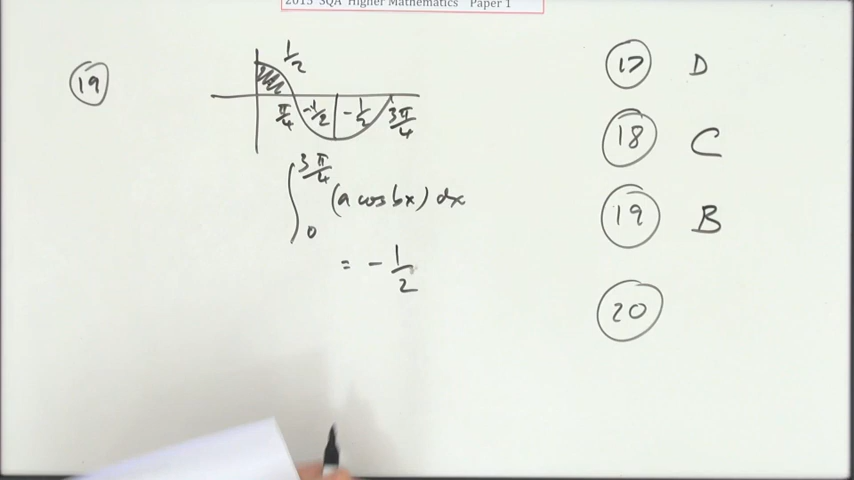 2015 SQA Higher Mathematics Paper 1
19
1/2
π/4 -1/2 -1/2 3π/4
∫₀^{3π/4} (a cos bx) dx
= - 1/2
17 D
18 C
19 B
20